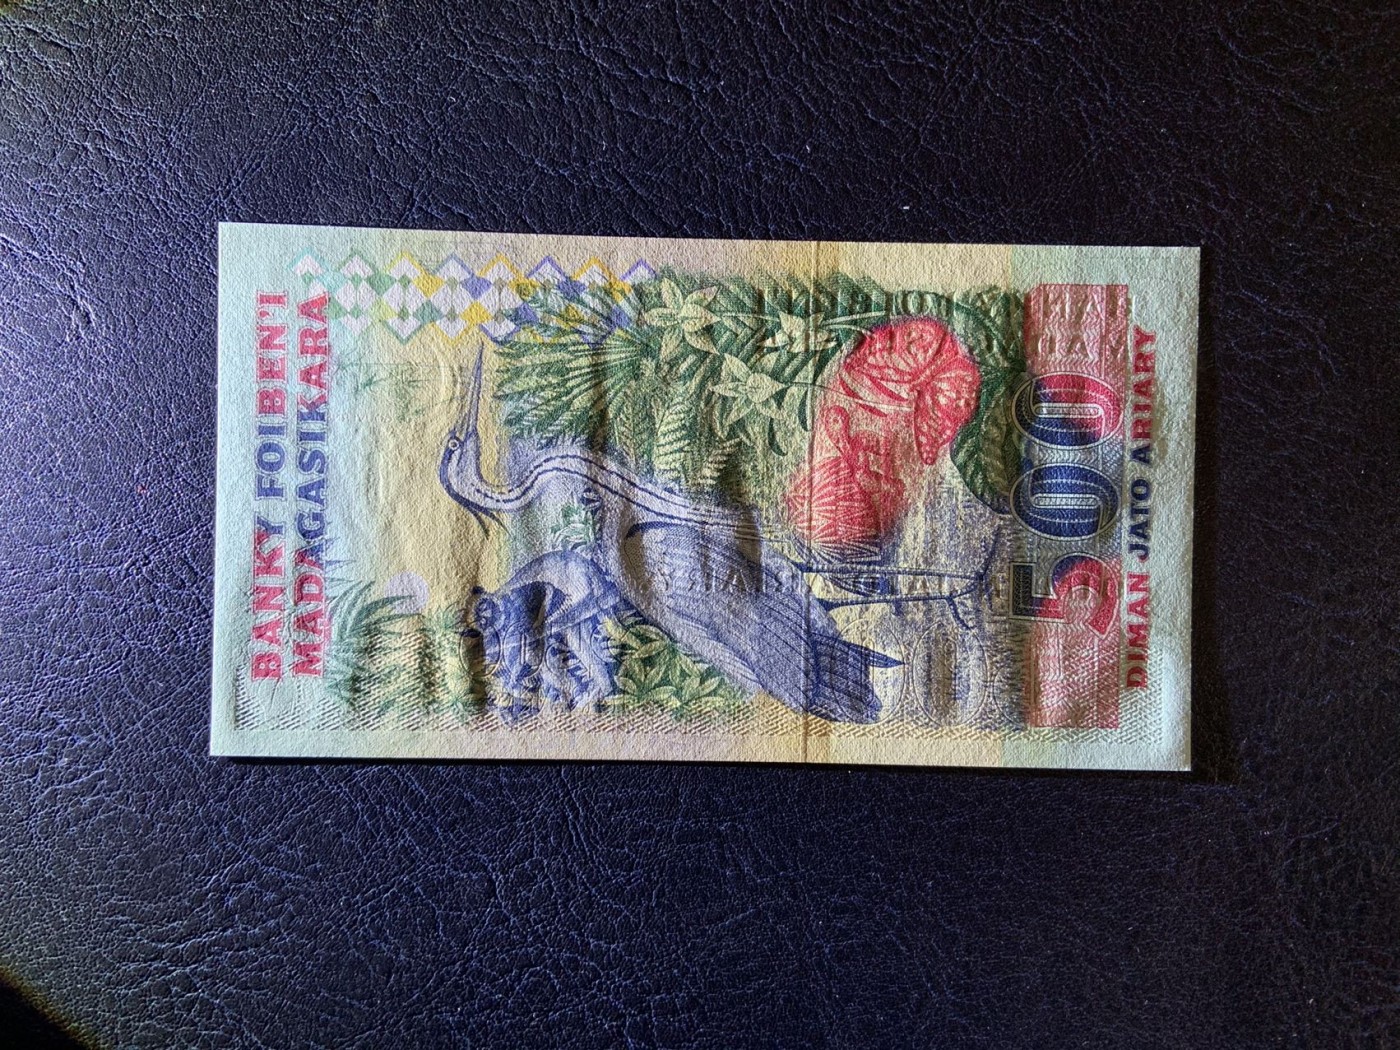 BANKY FOIBEN'I
MADAGASIKARA
500
DIMAN JATO ARIARY